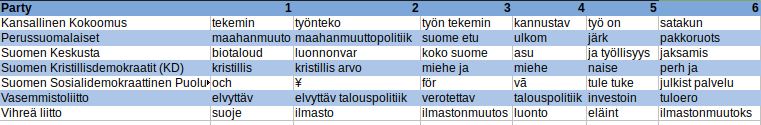 Party 1 2 3 4 5 6
Kansallinen Kokoomus tekemin työnteko työn tekemin kannustav työ on satakun
Perussuomalaiset maahanmuuto maahanmuuttopolitiik suome etu ulkom järk pakkoruots
Suomen Keskusta biotaloud luonnonvar koko suome asu ja työllisyys jaksamis
Suomen Kristillisdemokraatit (KD) kristillis kristillis arvo miehe ja miehe naise perh ja
Suomen Sosialidemokraattinen Puolu och ¥ för vā tule tuke julkist palvelu
Vasemmistoliitto elvyttäv elvyttäv talouspolitiik verotettav talouspolitiik investoin tuloero
Vihreä liitto suoje ilmasto ilmastonmuutos luonto eläint ilmastonmuutoks